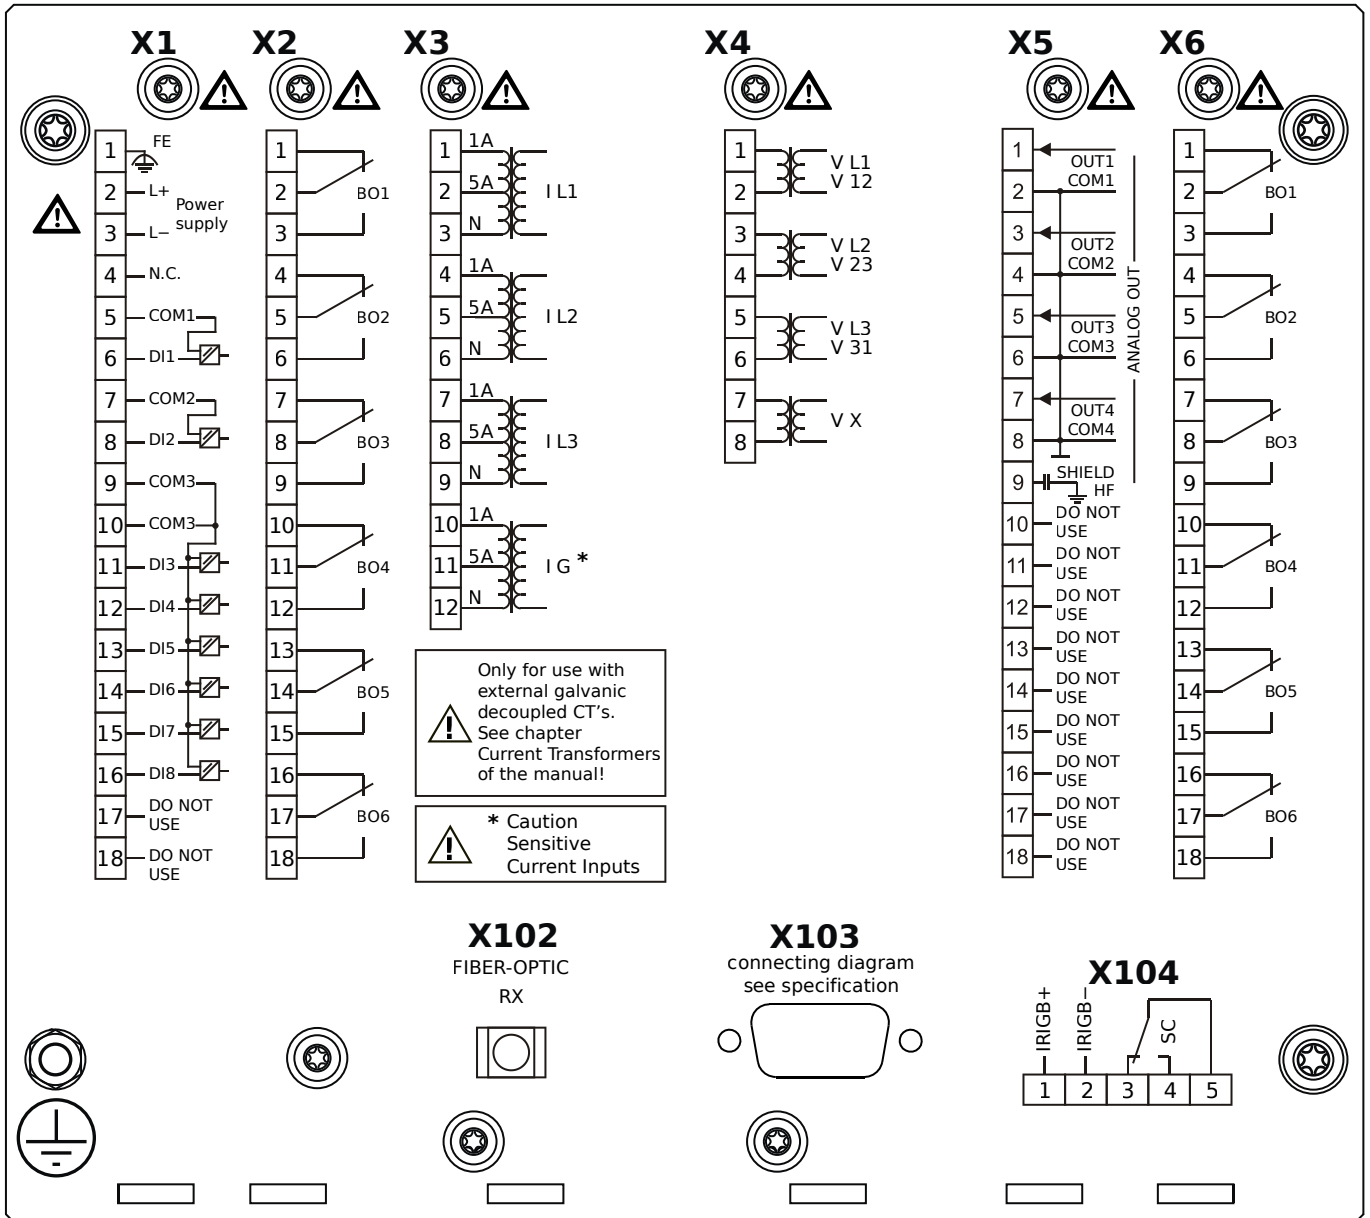 X1
1 FE
2 L+
Power
supply
3 L−
4 N.C.
5 COM1
6 DI1
7 COM2
8 DI2
9 COM3
10 COM3
11 DI3
12 DI4
13 DI5
14 DI6
15 DI7
16 DI8
17 DO NOT
USE
18 DO NOT
USE
X2
1
2 BO1
3
4
5 BO2
6
7
8 BO3
9
10
11 BO4
12
13
14 BO5
15
16
17 BO6
18
X3
1 1A
2 5A I L1
3 N
4 1A
5 5A I L2
6 N
7 1A
8 5A I L3
9 N
10 1A
11 5A I G *
12 N
Only for use with
external galvanic
decoupled CT's.
See chapter
Current Transformers
of the manual!
* Caution
Sensitive
Current Inputs
X4
1 V L1
2 V 12
3 V L2
4 V 23
5 V L3
6 V 31
7 V X
8
X5
1 OUT1
2 COM1
3 OUT2
4 COM2
5 OUT3
6 COM3
7 OUT4
8 COM4
ANALOG OUT
9 SHIELD
HF
10 DO NOT
USE
11 DO NOT
USE
12 DO NOT
USE
13 DO NOT
USE
14 DO NOT
USE
15 DO NOT
USE
16 DO NOT
USE
17 DO NOT
USE
18 DO NOT
USE
X6
1
2 BO1
3
4
5 BO2
6
7
8 BO3
9
10
11 BO4
12
13
14 BO5
15
16
17 BO6
18
X102
FIBER-OPTIC
RX
X103
connecting diagram
see specification
X104
IRIGB+
IRIGB−
SC
1 2 3 4 5